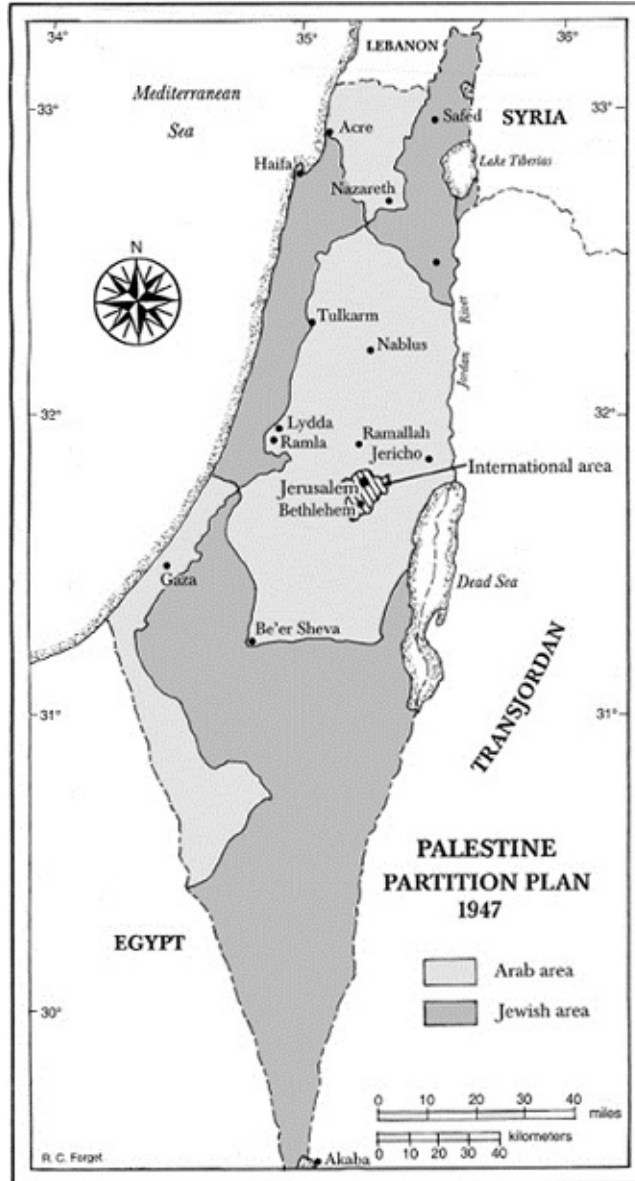 34°
35°
36°
LEBANON
Mediterranean
Sea
33°
33°
Safed
SYRIA
Acre
Lake Tiberias
Haifa
Nazareth
N
Tulkarm
Jordan River
Nablus
32°
32°
Lydda
Ramla
Ramallah
Jericho
International area
Jerusalem
Bethlehem
Gaza
Dead Sea
Be'er Sheva
TRANSJORDAN
31°
31°
PALESTINE
PARTITION PLAN
1947
EGYPT
Arab area
Jewish area
30°
0 10 20 30 40
miles
0 10 20 30 40
kilometers
R. C. Forget
Akaba